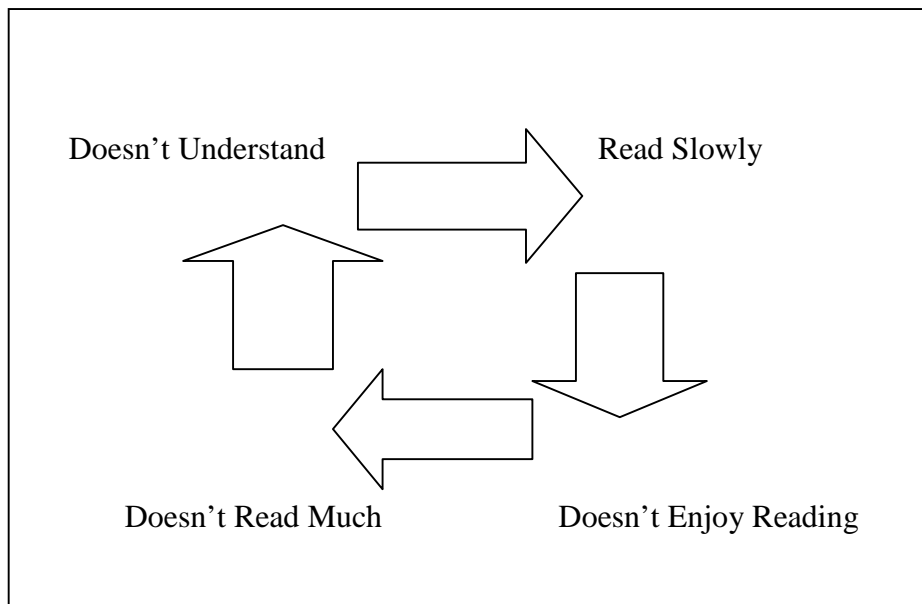 Doesn’t Understand
Read Slowly
Doesn’t Read Much
Doesn’t Enjoy Reading